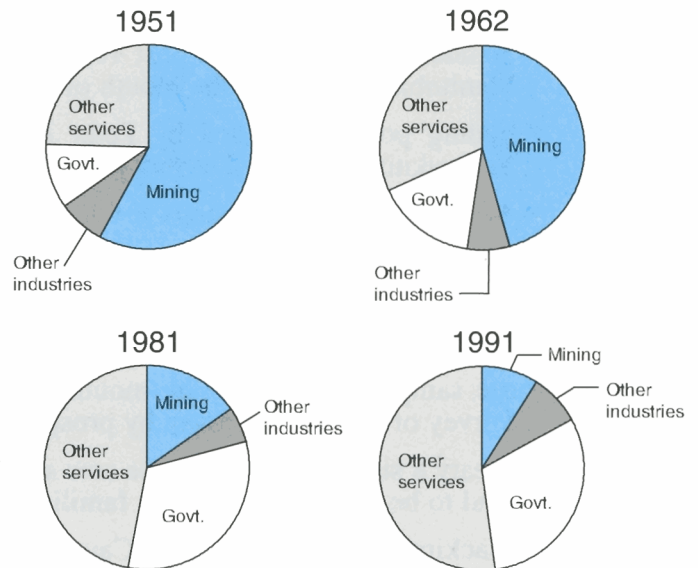 1951
Other
services
Govt.
Mining
Other
industries
1962
Other
services
Mining
Govt.
Other
industries
1981
Mining
Other
industries
Other
services
Govt.
1991
Mining
Other
industries
Other
services
Govt.